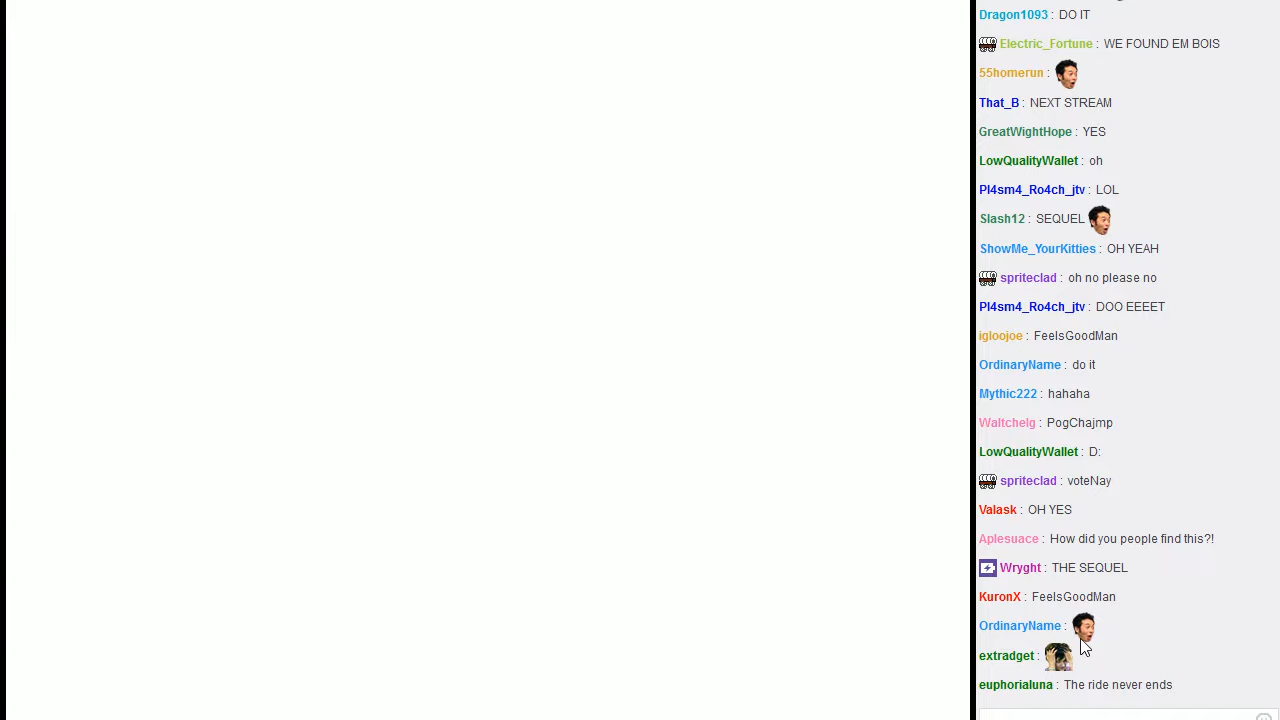 Dragon1093 : DO IT
Electric_Fortune : WE FOUND EM BOIS
55homerun :
That_B : NEXT STREAM
GreatWightHope : YES
LowQualityWallet : oh
Pl4sm4_Ro4ch_jtv : LOL
Slash12 : SEQUEL
ShowMe_YourKitties : OH YEAH
spriteclad : oh no please no
Pl4sm4_Ro4ch_jtv : DOO EEEET
igloojoe : FeelsGoodMan
OrdinaryName : do it
Mythic222 : hahaha
Waltchelg : PogChajmp
LowQualityWallet : D:
spriteclad : voteNay
Valask : OH YES
Aplesuace : How did you people find this?!
Wryght : THE SEQUEL
KuronX : FeelsGoodMan
OrdinaryName :
extradget :
euphorialuna : The ride never ends